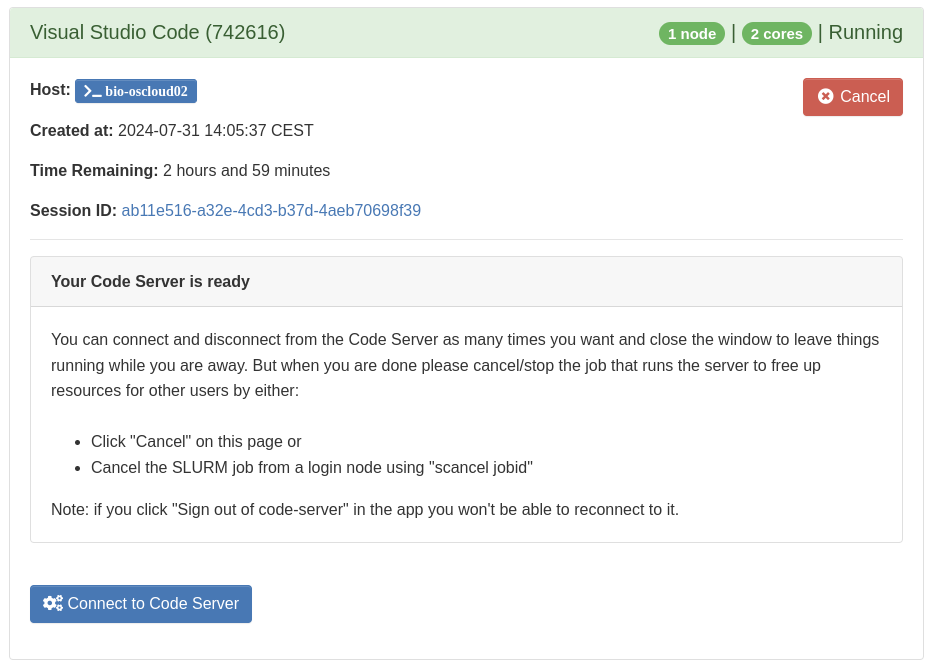 Visual Studio Code (742616) 1 node | 2 cores | Running
Host: bio-oscloud02
Cancel
Created at: 2024-07-31 14:05:37 CEST
Time Remaining: 2 hours and 59 minutes
Session ID: ab11e516-a32e-4cd3-b37d-4aeb70698f39
Your Code Server is ready
You can connect and disconnect from the Code Server as many times you want and close the window to leave things
running while you are away. But when you are done please cancel/stop the job that runs the server to free up
resources for other users by either:
• Click "Cancel" on this page or
• Cancel the SLURM job from a login node using "scancel jobid"
Note: if you click "Sign out of code-server" in the app you won't be able to reconnect to it.
Connect to Code Server